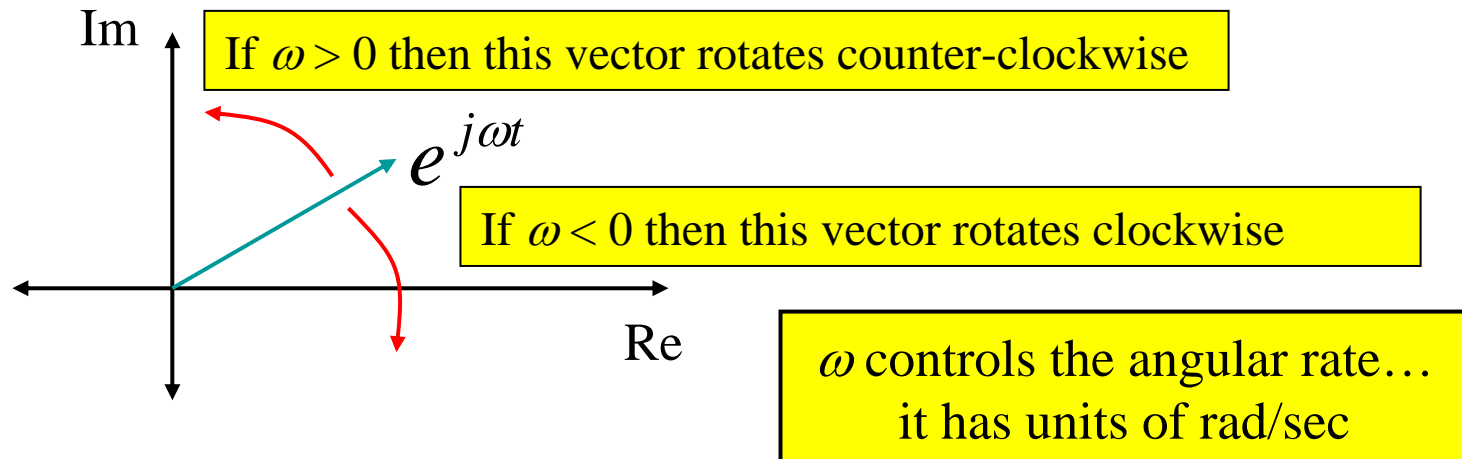 Im
If ω > 0 then this vector rotates counter-clockwise
e^{jωt}
If ω < 0 then this vector rotates clockwise
Re
ω controls the angular rate…
it has units of rad/sec